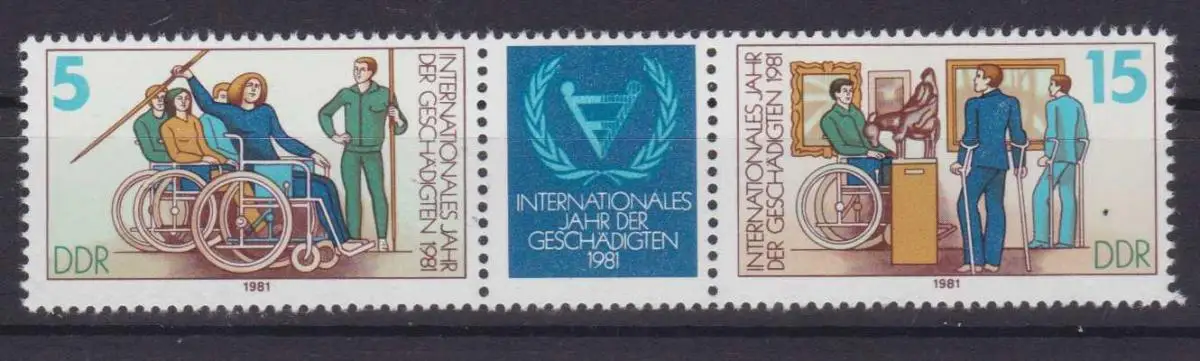 5
INTERNATIONALES JAHR
DER GESCHÄDIGTEN 1981
DDR
1981
INTERNATIONALES
JAHR DER
GESCHÄDIGTEN
1981
INTERNATIONALES JAHR
DER GESCHÄDIGTEN 1981
15
DDR
1981